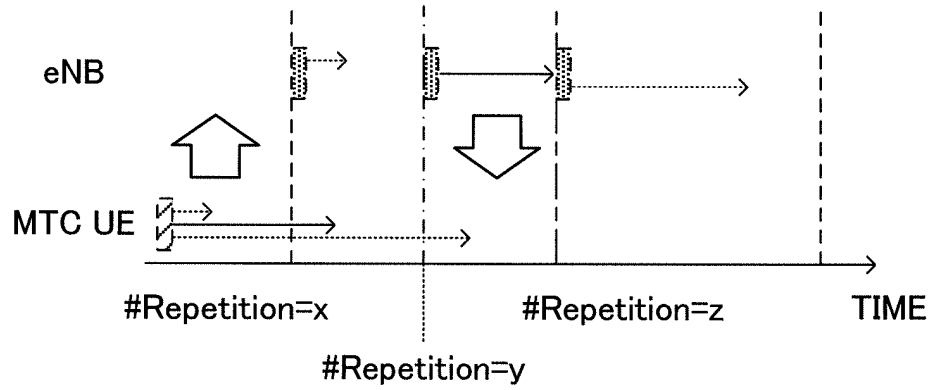 eNB
MTC UE
#Repetition=x
#Repetition=z
TIME
#Repetition=y